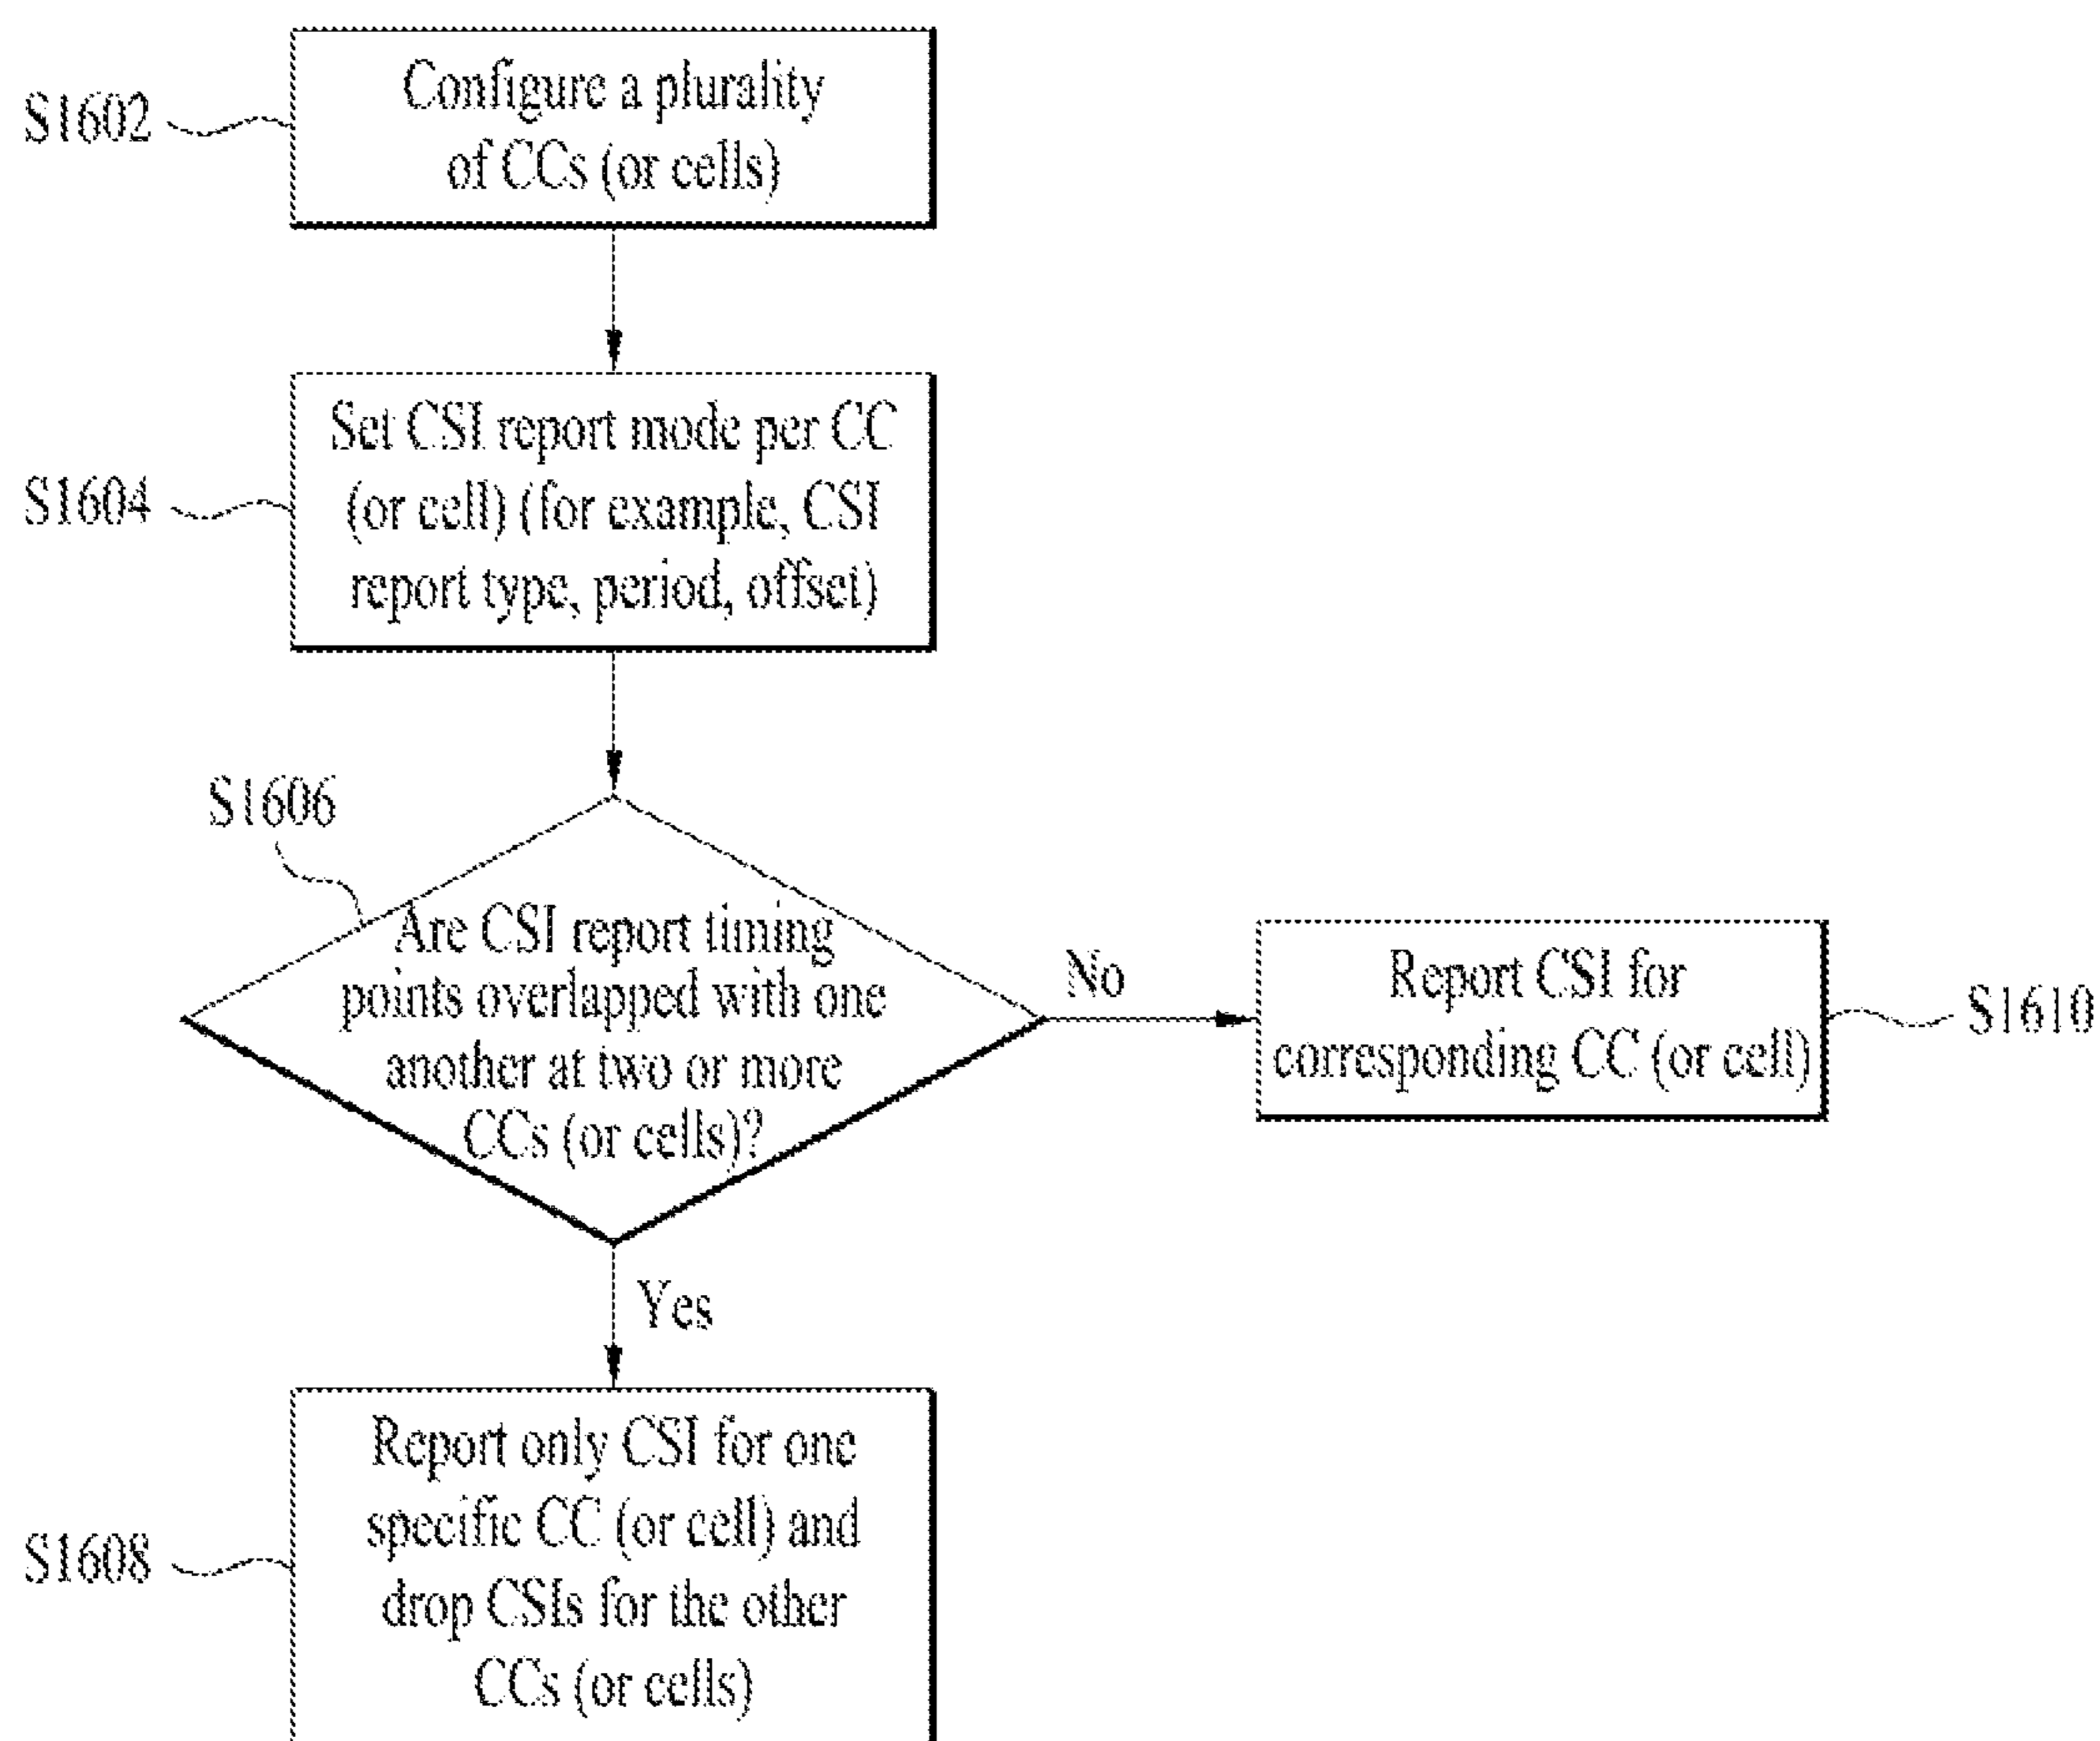 S1602
Configure a plurality
of CCs (or cells)
S1604
Set CSI report mode per CC
(or cell) (for example, CSI
report type, period, offset)
S1606
Are CSI report timing
points overlapped with one
another at two or more
CCs (or cells)?
No
Report CSI for
corresponding CC (or cell)
S1610
Yes
S1608
Report only CSI for one
specific CC (or cell) and
drop CSIs for the other
CCs (or cells)